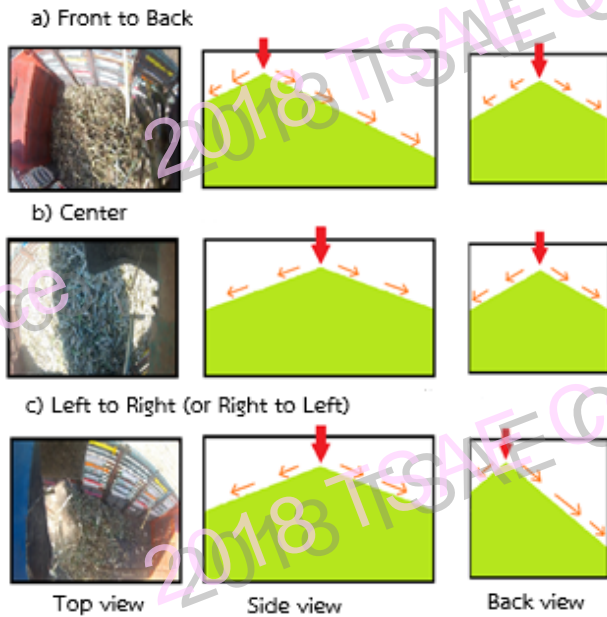 a) Front to Back
2018 TSAE C
b) Center
ce
c) Left to Right (or Right to Left)
2018 TSAE C
Top view
Side view
Back view